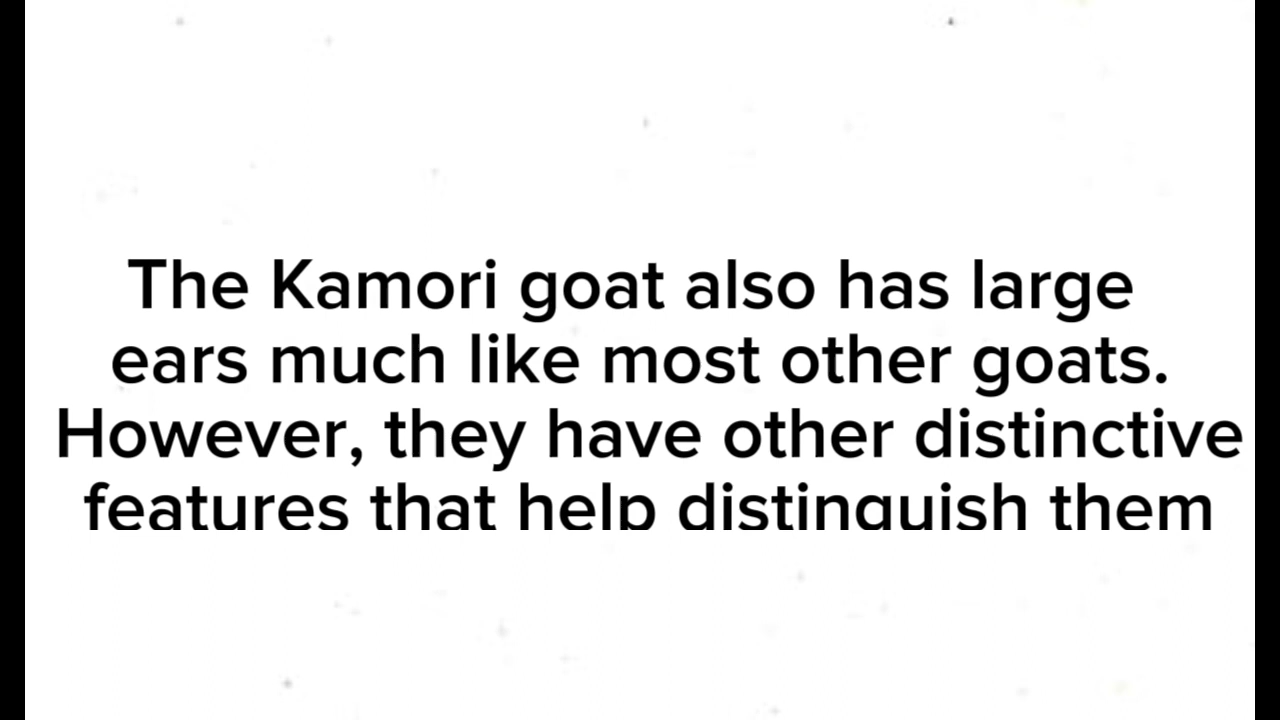 The Kamori goat also has large
ears much like most other goats.
However, they have other distinctive
features that help distinguish them